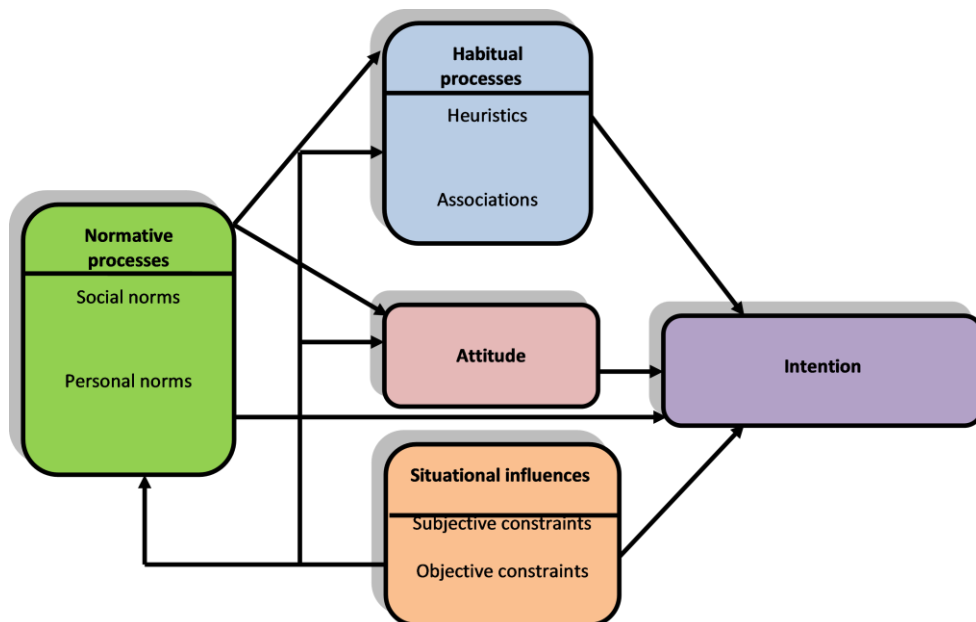 Habitual
processes
Heuristics
Associations
Normative
processes
Social norms
Personal norms
Attitude
Intention
Situational influences
Subjective constraints
Objective constraints